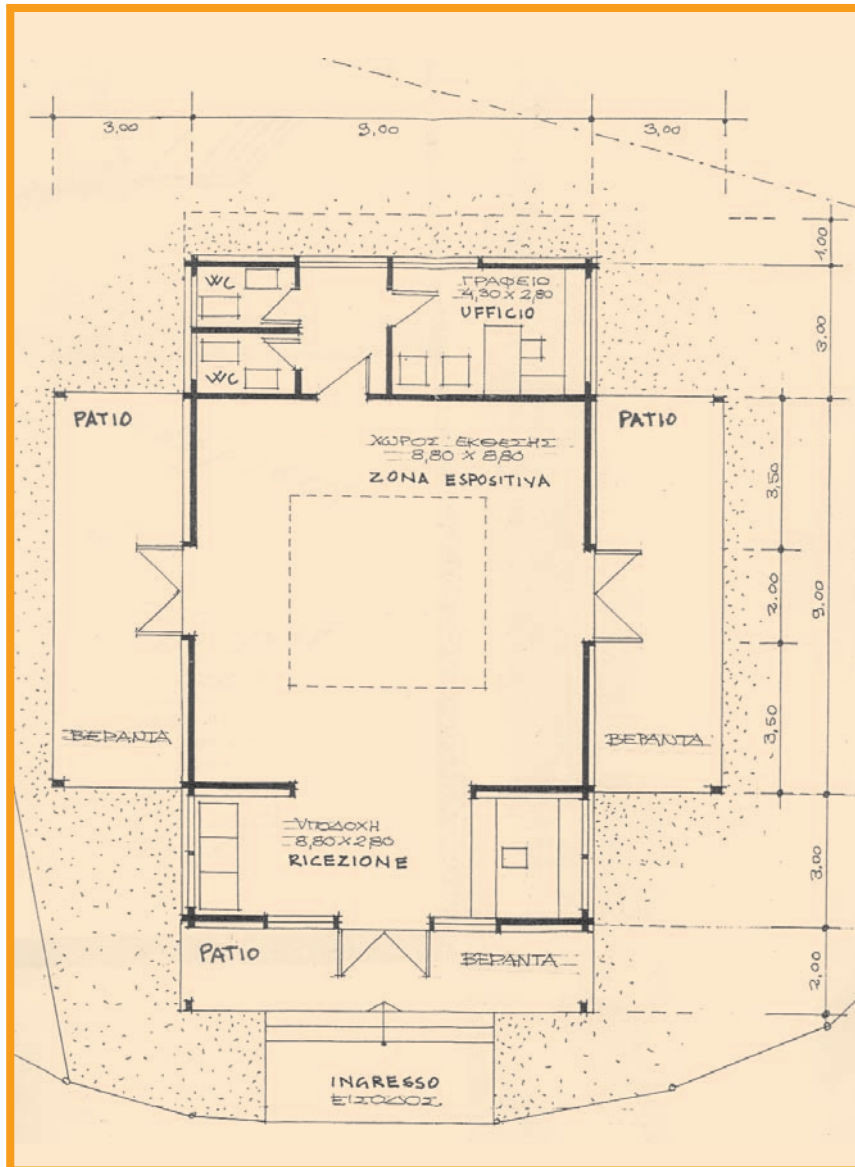 3,00
9,00
3,00
1,00
WC
ΓΡΑΦΕΙΟ
4,30 X 2,80
UFFICIO
3,00
WC
PATIO
PATIO
ΧΩΡΟΣ ΕΚΘΕΣΗΣ
8,80 X 8,80
ZONA ESPOSITIVA
3,50
2.00
9.00
3,50
ΒΕΡΑΝΤΑ
ΒΕΡΑΝΤΑ
ΥΠΟΔΟΧΗ
8,80 X 2,80
RICEZIONE
3,00
PATIO
ΒΕΡΑΝΤΑ
2,00
INGRESSO
ΕΙΣΟΔΟΣ